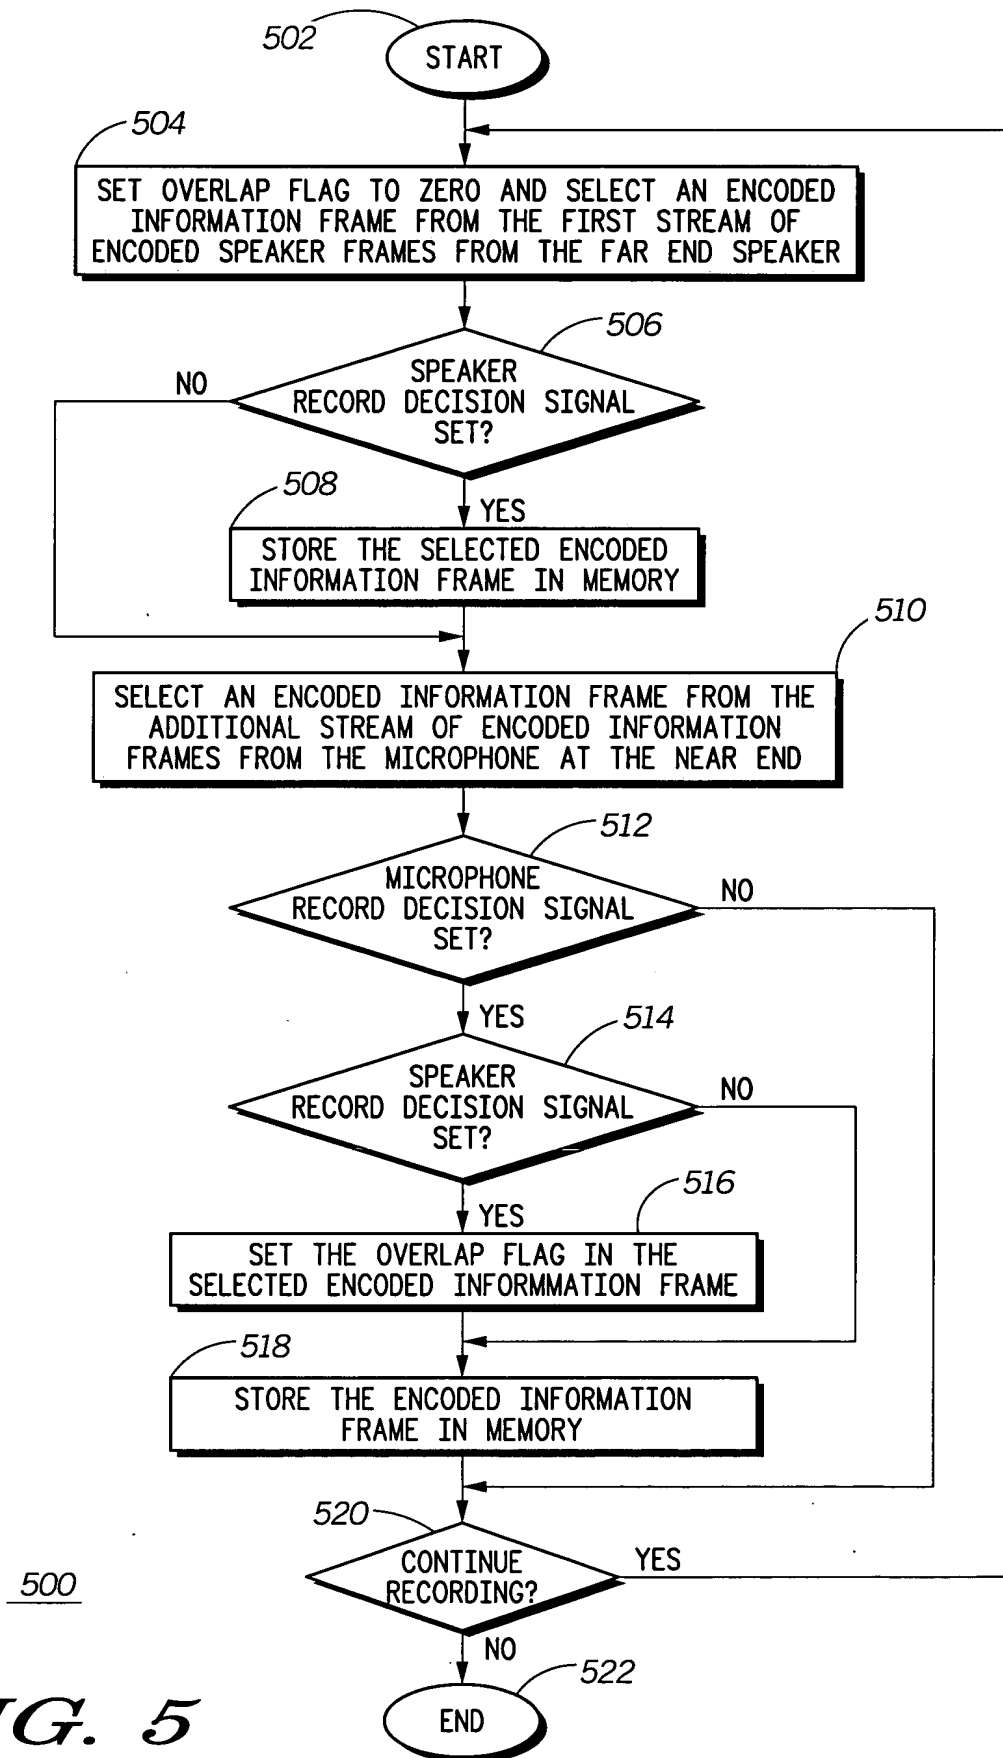 502
START
504
SET OVERLAP FLAG TO ZERO AND SELECT AN ENCODED
INFORMATION FRAME FROM THE FIRST STREAM OF
ENCODED SPEAKER FRAMES FROM THE FAR END SPEAKER
506
SPEAKER
RECORD DECISION SIGNAL
SET?
NO
YES
508
STORE THE SELECTED ENCODED
INFORMATION FRAME IN MEMORY
510
SELECT AN ENCODED INFORMATION FRAME FROM THE
ADDITIONAL STREAM OF ENCODED INFORMATION
FRAMES FROM THE MICROPHONE AT THE NEAR END
512
MICROPHONE
RECORD DECISION SIGNAL
SET?
NO
YES
514
SPEAKER
RECORD DECISION SIGNAL
SET?
NO
YES
516
SET THE OVERLAP FLAG IN THE
SELECTED ENCODED INFORMMATION FRAME
518
STORE THE ENCODED INFORMATION
FRAME IN MEMORY
520
CONTINUE
RECORDING?
YES
NO
500
522
END
G. 5